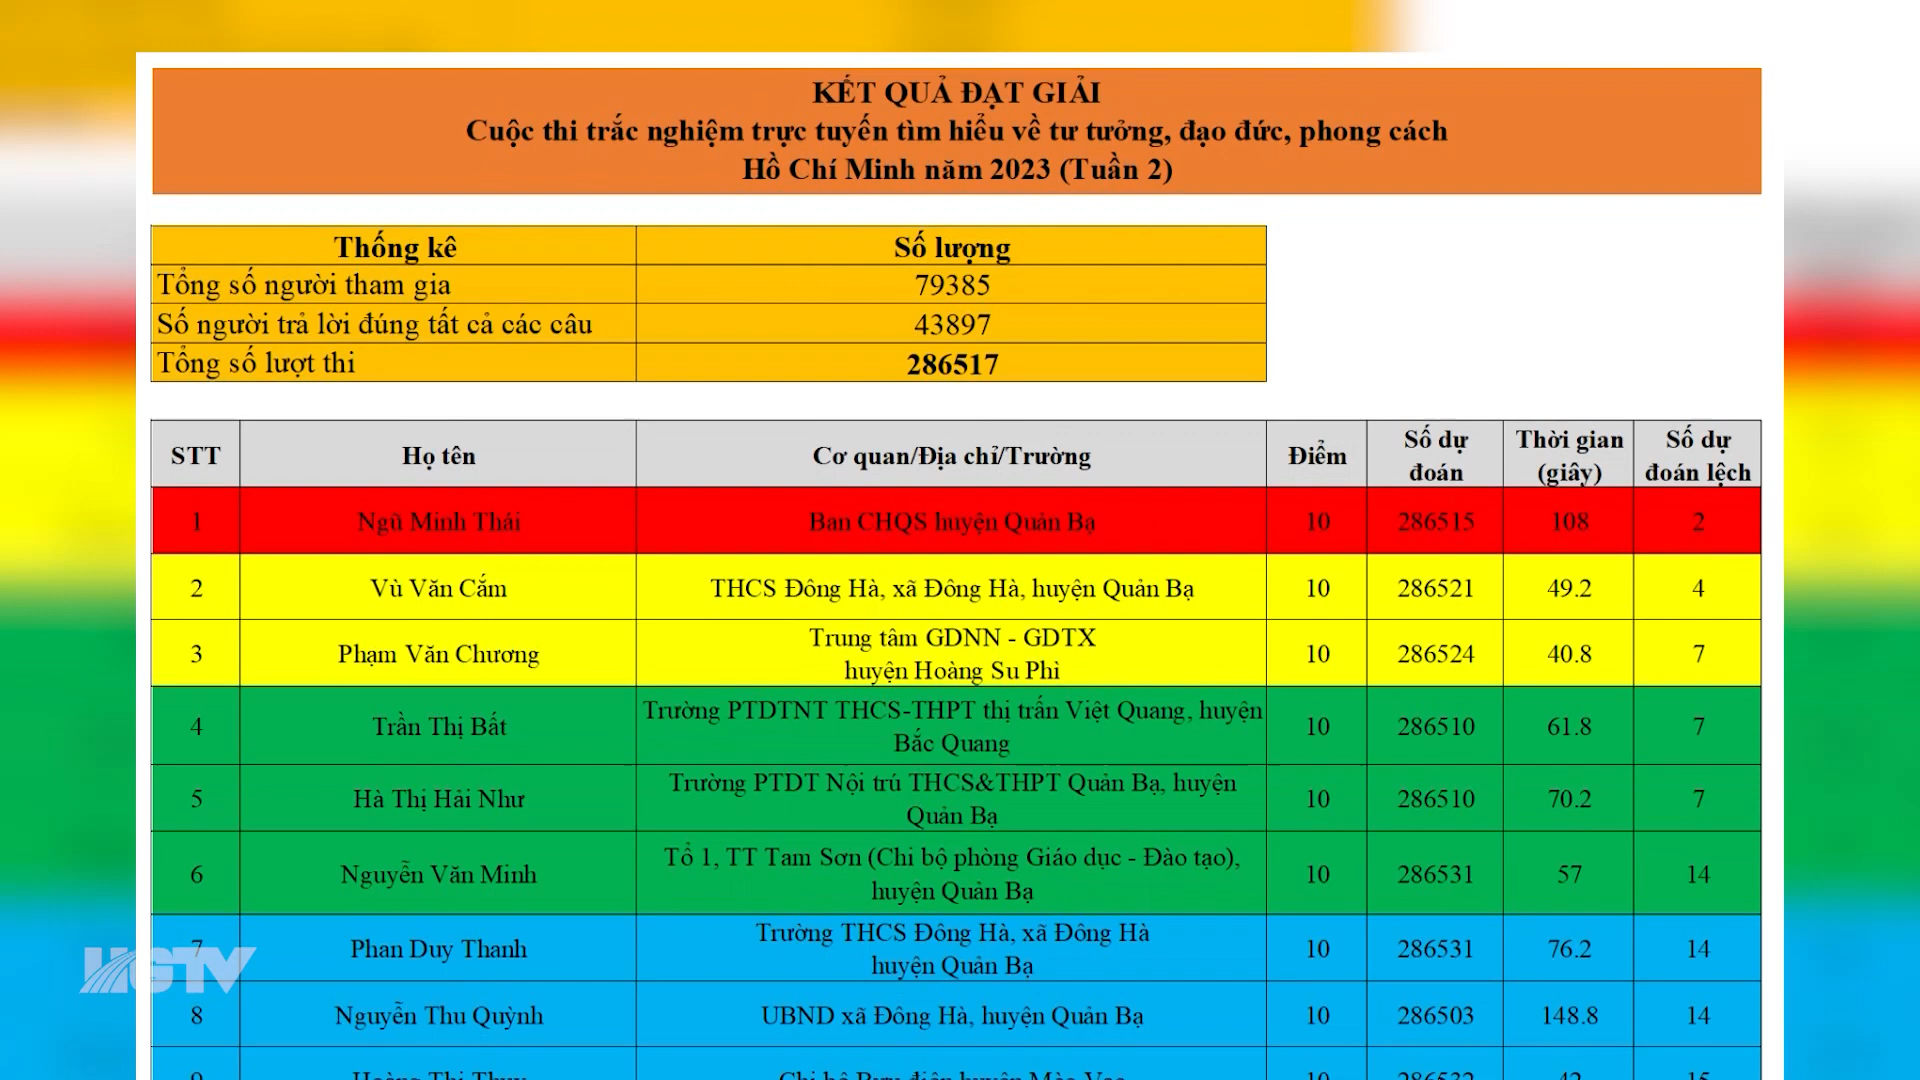 KẾT QUẢ ĐẠT GIẢI
Cuộc thi trắc nghiệm trực tuyến tìm hiểu về tư tưởng, đạo đức, phong cách
Hồ Chí Minh năm 2023 (Tuần 2)
Thống kê Số lượng
Tổng số người tham gia 79385
Số người trả lời đúng tất cả các câu 43897
Tổng số lượt thi 286517
STT Họ tên Cơ quan/Địa chỉ/Trường Điểm Số dự đoán Thời gian (giây) Số dự đoán lệch
1 Ngũ Minh Thái Ban CHQS huyện Quản Bạ 10 286515 108 2
2 Vù Văn Cắm THCS Đông Hà, xã Đông Hà, huyện Quản Bạ 10 286521 49.2 4
3 Phạm Văn Chương Trung tâm GDNN - GDTX huyện Hoàng Su Phì 10 286524 40.8 7
4 Trần Thị Bất Trường PTDTNT THCS-THPT thị trấn Việt Quang, huyện Bắc Quang 10 286510 61.8 7
5 Hà Thị Hải Như Trường PTDT Nội trú THCS&THPT Quản Bạ, huyện Quản Bạ 10 286510 70.2 7
6 Nguyễn Văn Minh Tổ 1, TT Tam Sơn (Chi bộ phòng Giáo dục - Đào tạo), huyện Quản Bạ 10 286531 57 14
7 Phan Duy Thanh Trường THCS Đông Hà, xã Đông Hà huyện Quản Bạ 10 286531 76.2 14
8 Nguyễn Thu Quỳnh UBND xã Đông Hà, huyện Quản Bạ 10 286503 148.8 14
HGTV